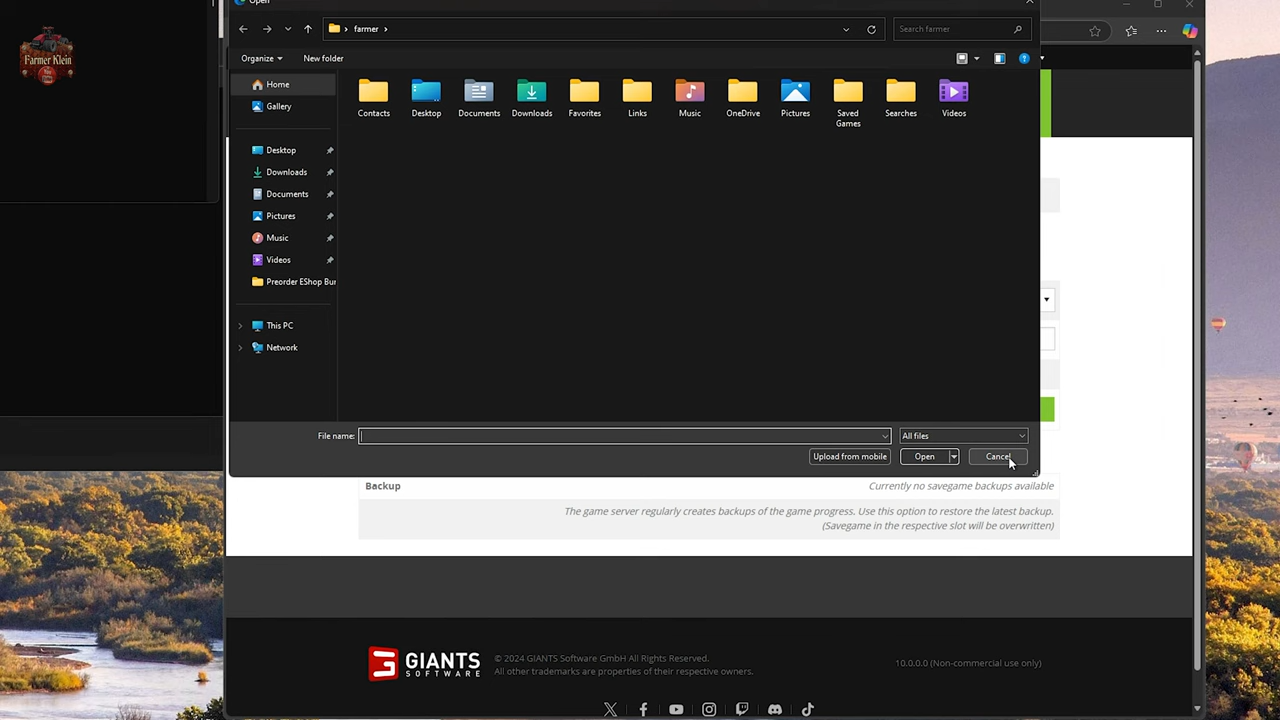 Open
Farmer Klein
farmer
Search farmer
Organize
New folder
Home
Gallery
Desktop
Downloads
Documents
Pictures
Music
Videos
Preorder EShop Bu
This PC
Network
Contacts
Desktop
Documents
Downloads
Favorites
Links
Music
OneDrive
Pictures
Saved
Games
Searches
Videos
File name:
All files
Upload from mobile
Open
Cancel
Backup
Currently no savegame backups available
The game server regularly creates backups of the game progress. Use this option to restore the latest backup.
(Savegame in the respective slot will be overwritten)
GIANTS
SOFTWARE
© 2024 GIANTS Software GmbH All Rights Reserved.
All other trademarks are properties of their respective owners.
10.0.0.0 (Non-commercial use only)